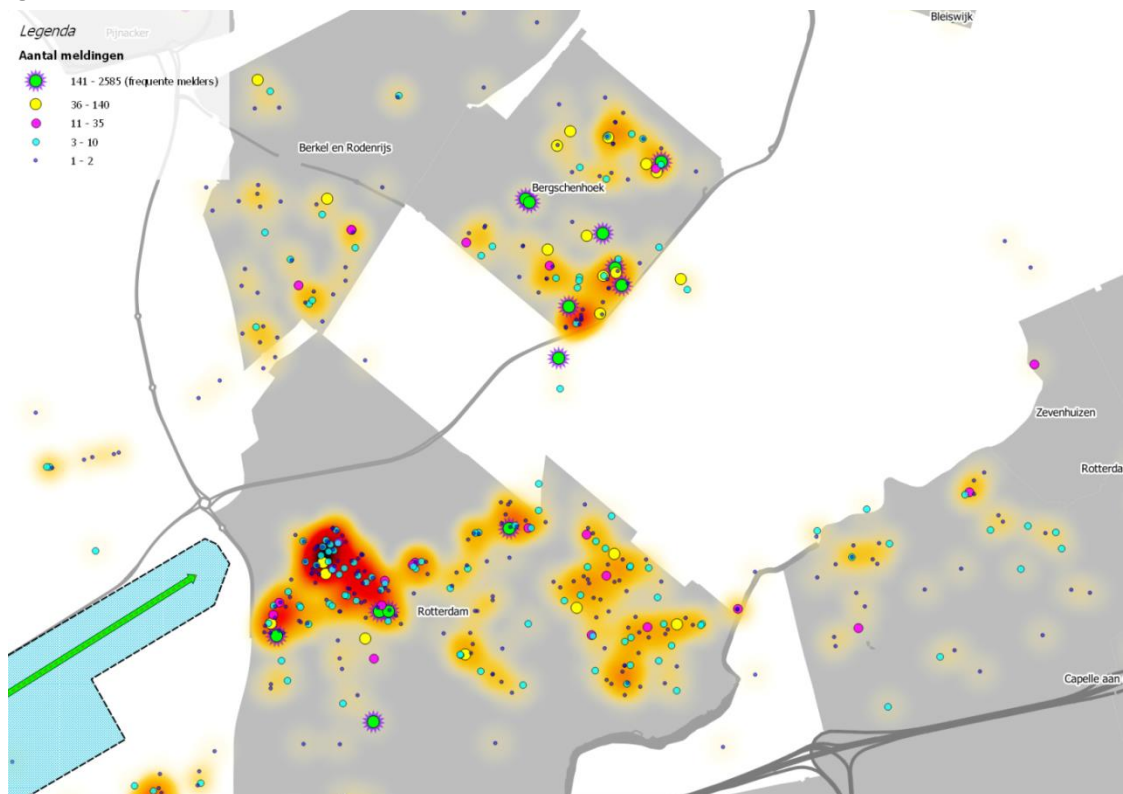 Bleiswijk
Legenda
Pijnacker
Aantal meldingen
141 - 2585 (frequente melders)
36 - 140
11 - 35
3 - 10
1 - 2
Berkel en Rodenrijs
Bergschenhoek
Zevenhuizen
Rotterda
Rotterdam
Capelle aan